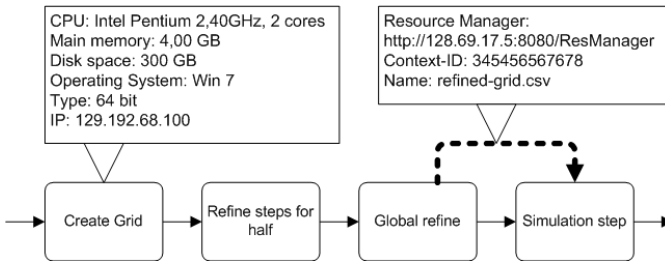 CPU: Intel Pentium 2,40GHz, 2 cores
Main memory: 4,00 GB
Disk space: 300 GB
Operating System: Win 7
Type: 64 bit
IP: 129.192.68.100
Resource Manager:
http://128.69.17.5:8080/ResManager
Context-ID: 345456567678
Name: refined-grid.csv
Create Grid
Refine steps for
half
Global refine
Simulation step